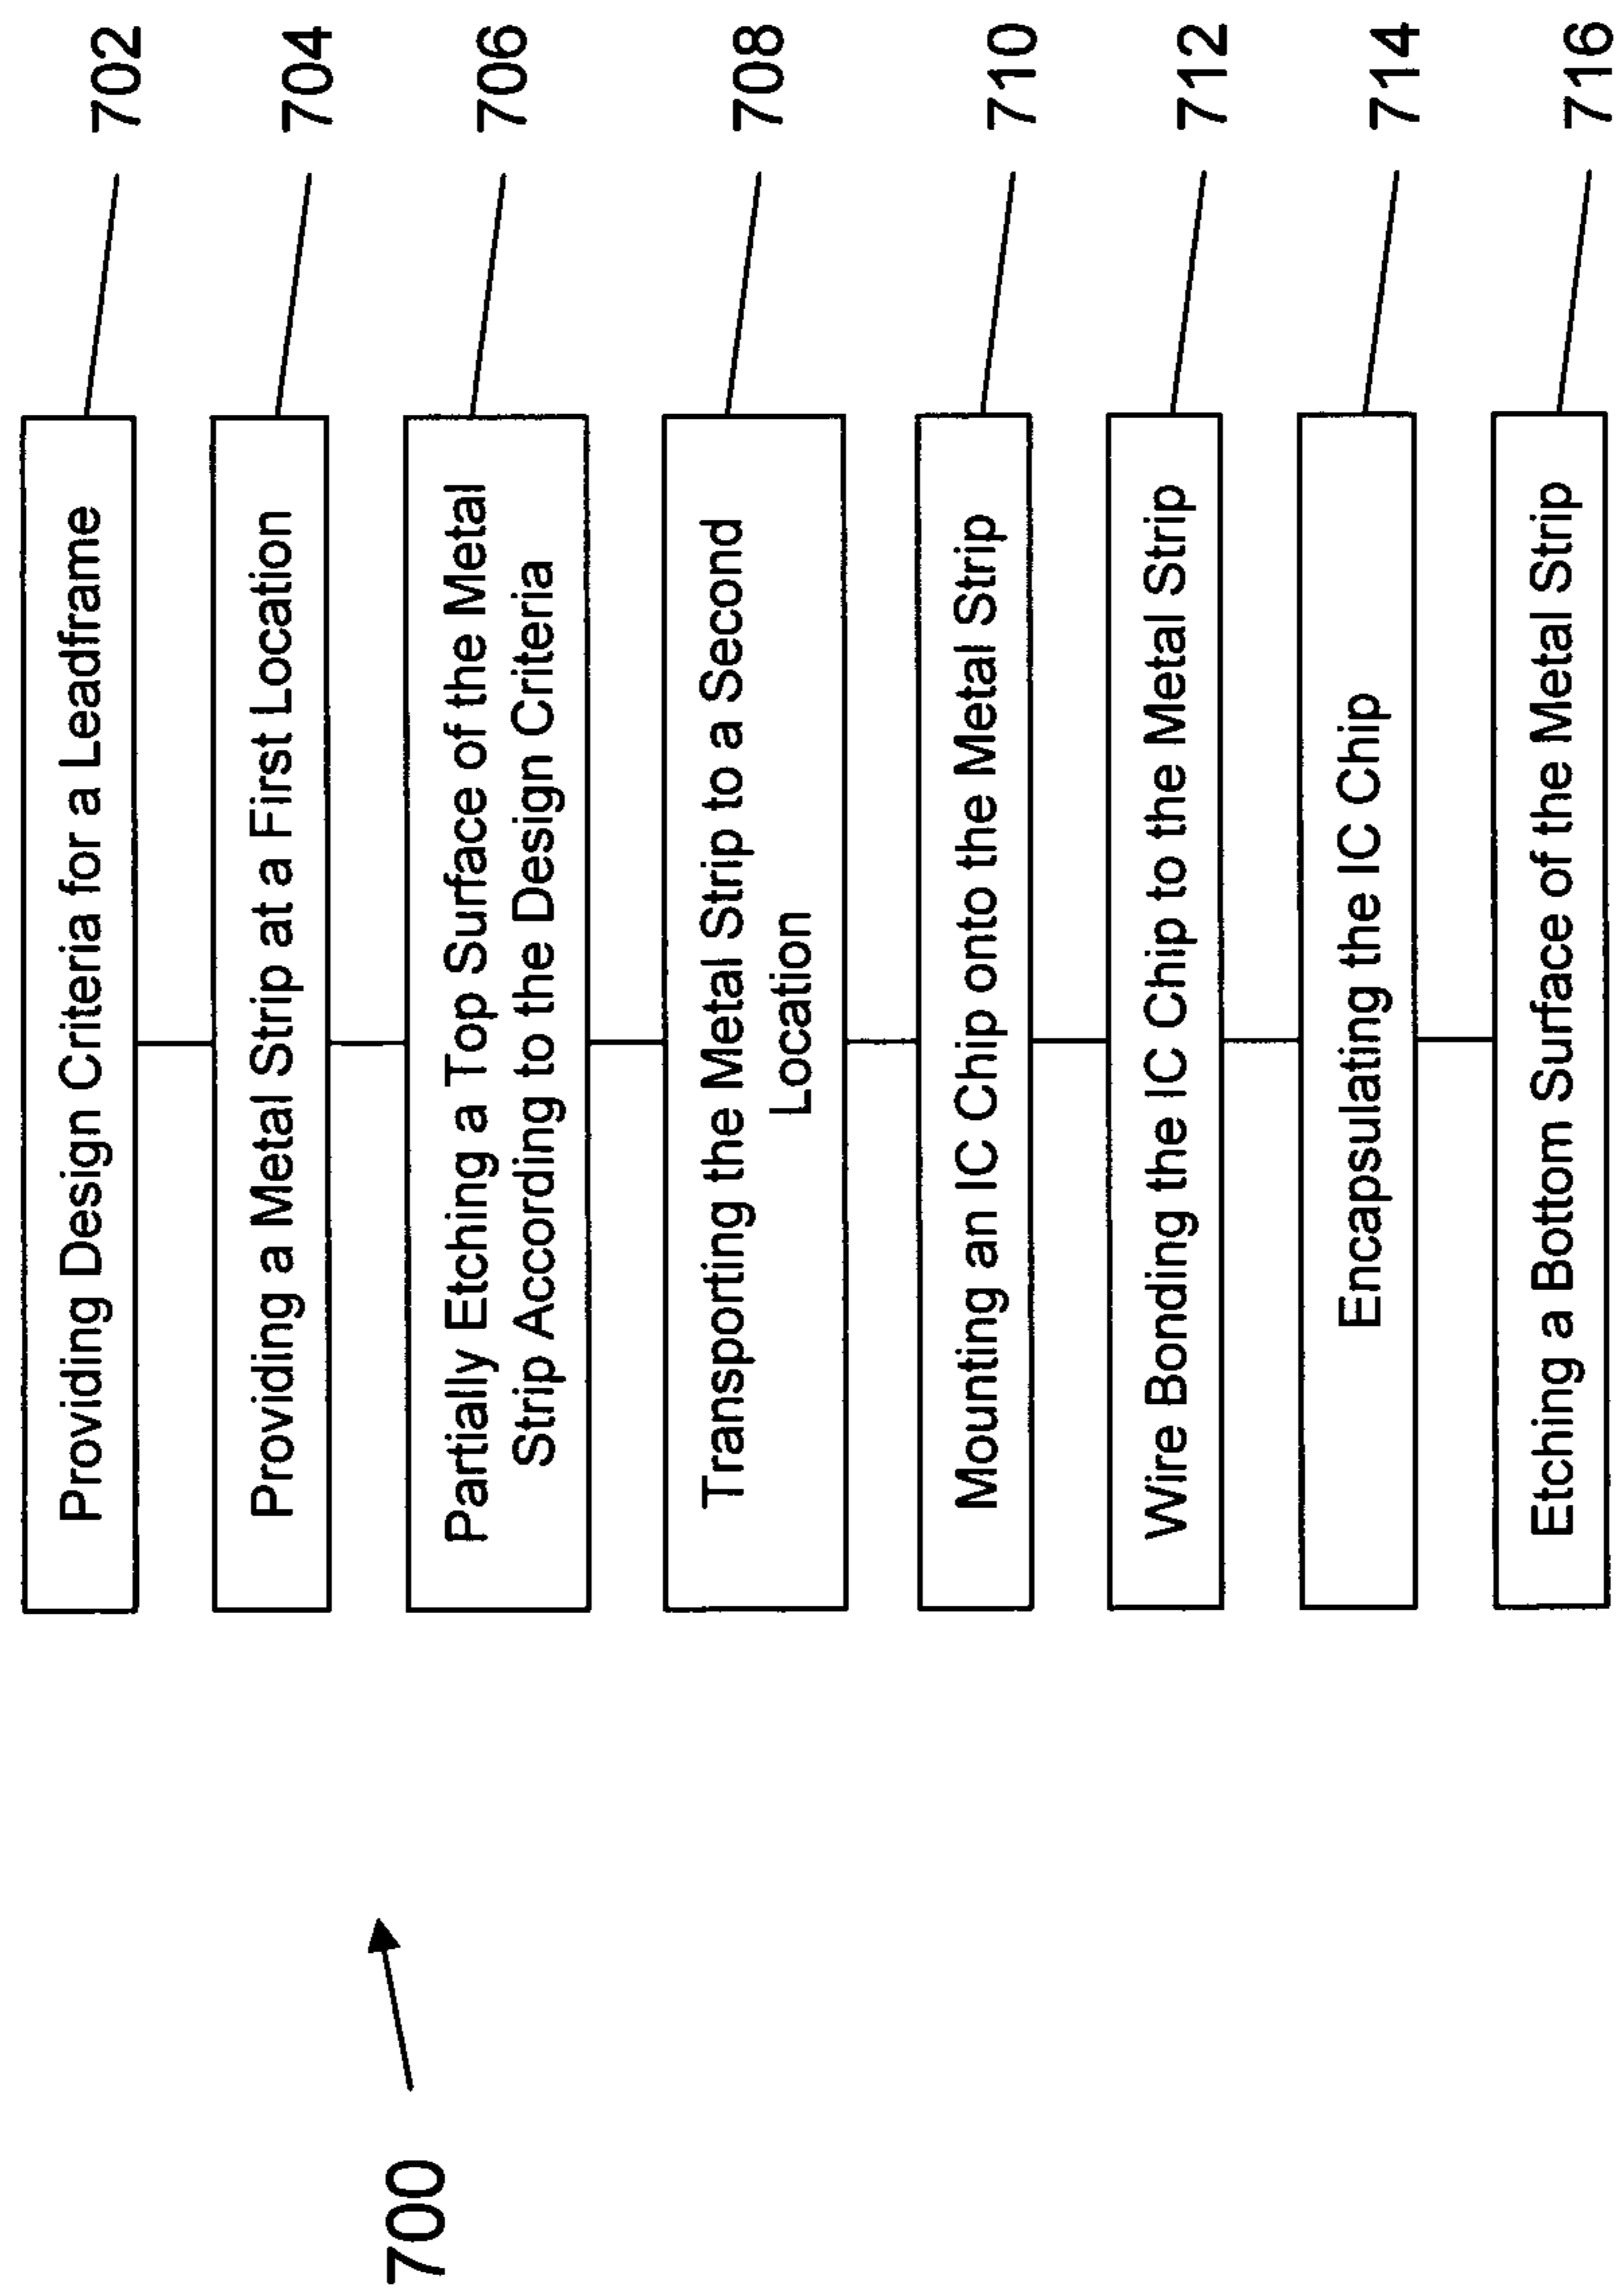 700
Providing Design Criteria for a Leadframe
702
Providing a Metal Strip at a First Location
704
Partially Etching a Top Surface of the Metal
Strip According to the Design Criteria
706
Transporting the Metal Strip to a Second
Location
708
Mounting an IC Chip onto the Metal Strip
710
Wire Bonding the IC Chip to the Metal Strip
712
Encapsulating the IC Chip
714
Etching a Bottom Surface of the Metal Strip
716